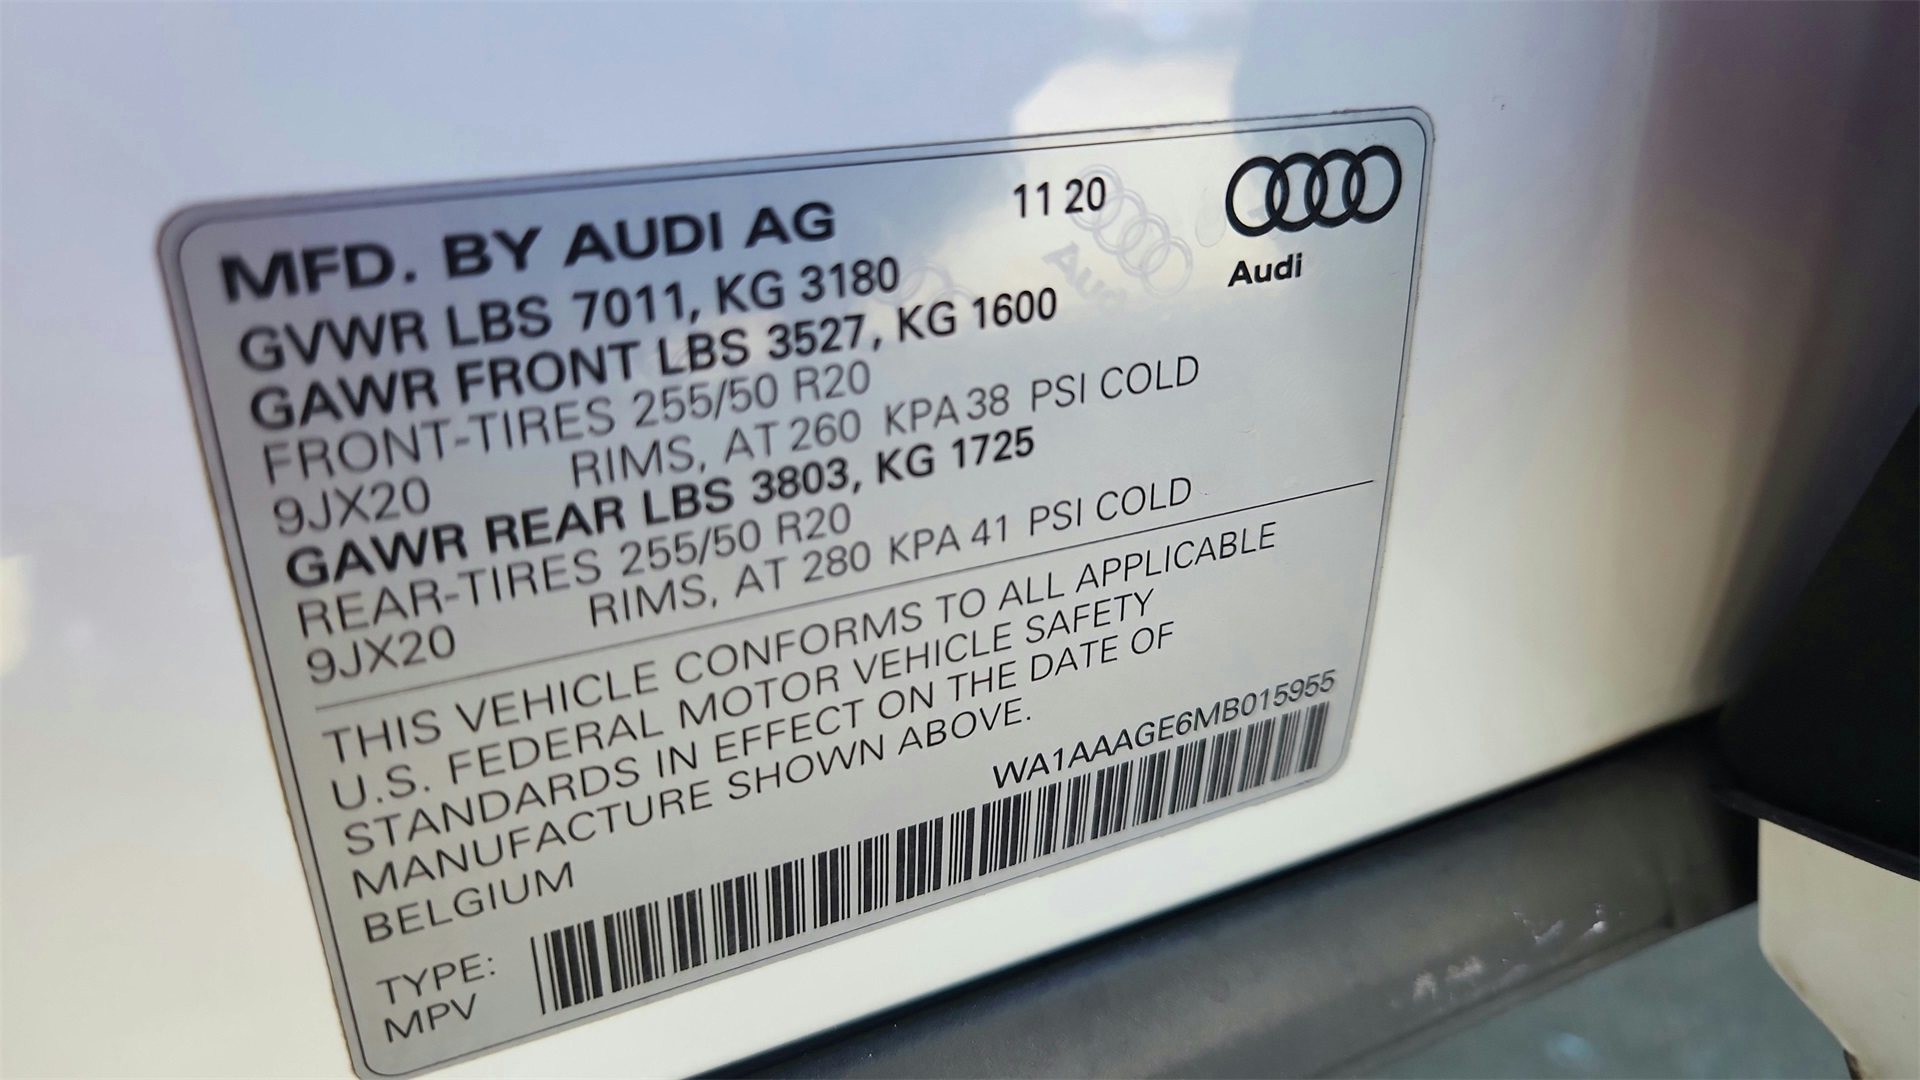 MFD. BY AUDI AG 11 20
Audi
GVWR LBS 7011, KG 3180
GAWR FRONT LBS 3527, KG 1600
FRONT-TIRES 255/50 R20
9JX20 RIMS, AT 260 KPA 38 PSI COLD
GAWR REAR LBS 3803, KG 1725
REAR-TIRES 255/50 R20
9JX20 RIMS, AT 280 KPA 41 PSI COLD
THIS VEHICLE CONFORMS TO ALL APPLICABLE
U.S. FEDERAL MOTOR VEHICLE SAFETY
STANDARDS IN EFFECT ON THE DATE OF
MANUFACTURE SHOWN ABOVE.
BELGIUM
WA1AAAGE6MB015955
TYPE:
MPV